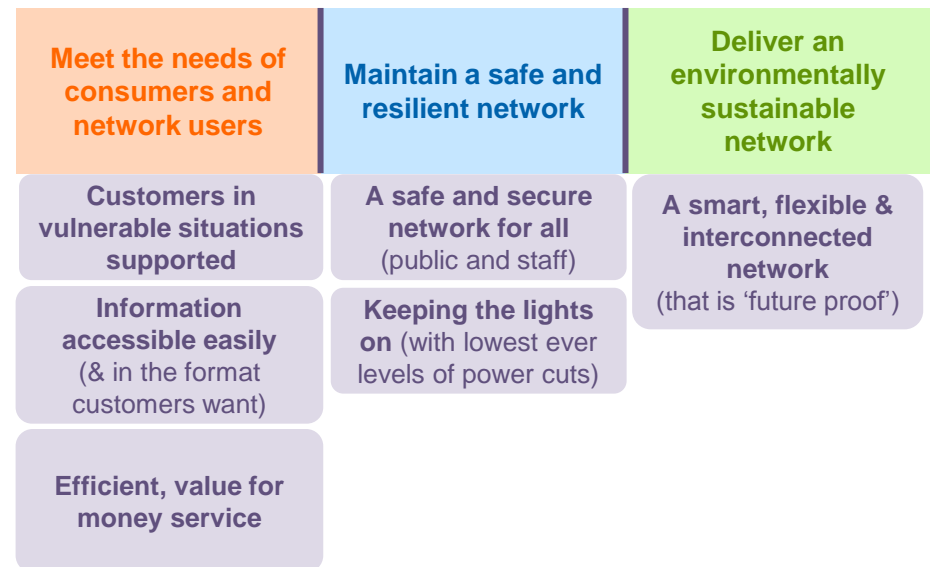 Meet the needs of
consumers and
network users
Maintain a safe and
resilient network
Deliver an
environmentally
sustainable
network
Customers in
vulnerable situations
supported
Information
accessible easily
(& in the format
customers want)
Efficient, value for
money service
A safe and secure
network for all
(public and staff)
Keeping the lights
on (with lowest ever
levels of power cuts)
A smart, flexible &
interconnected
network
(that is ‘future proof’)